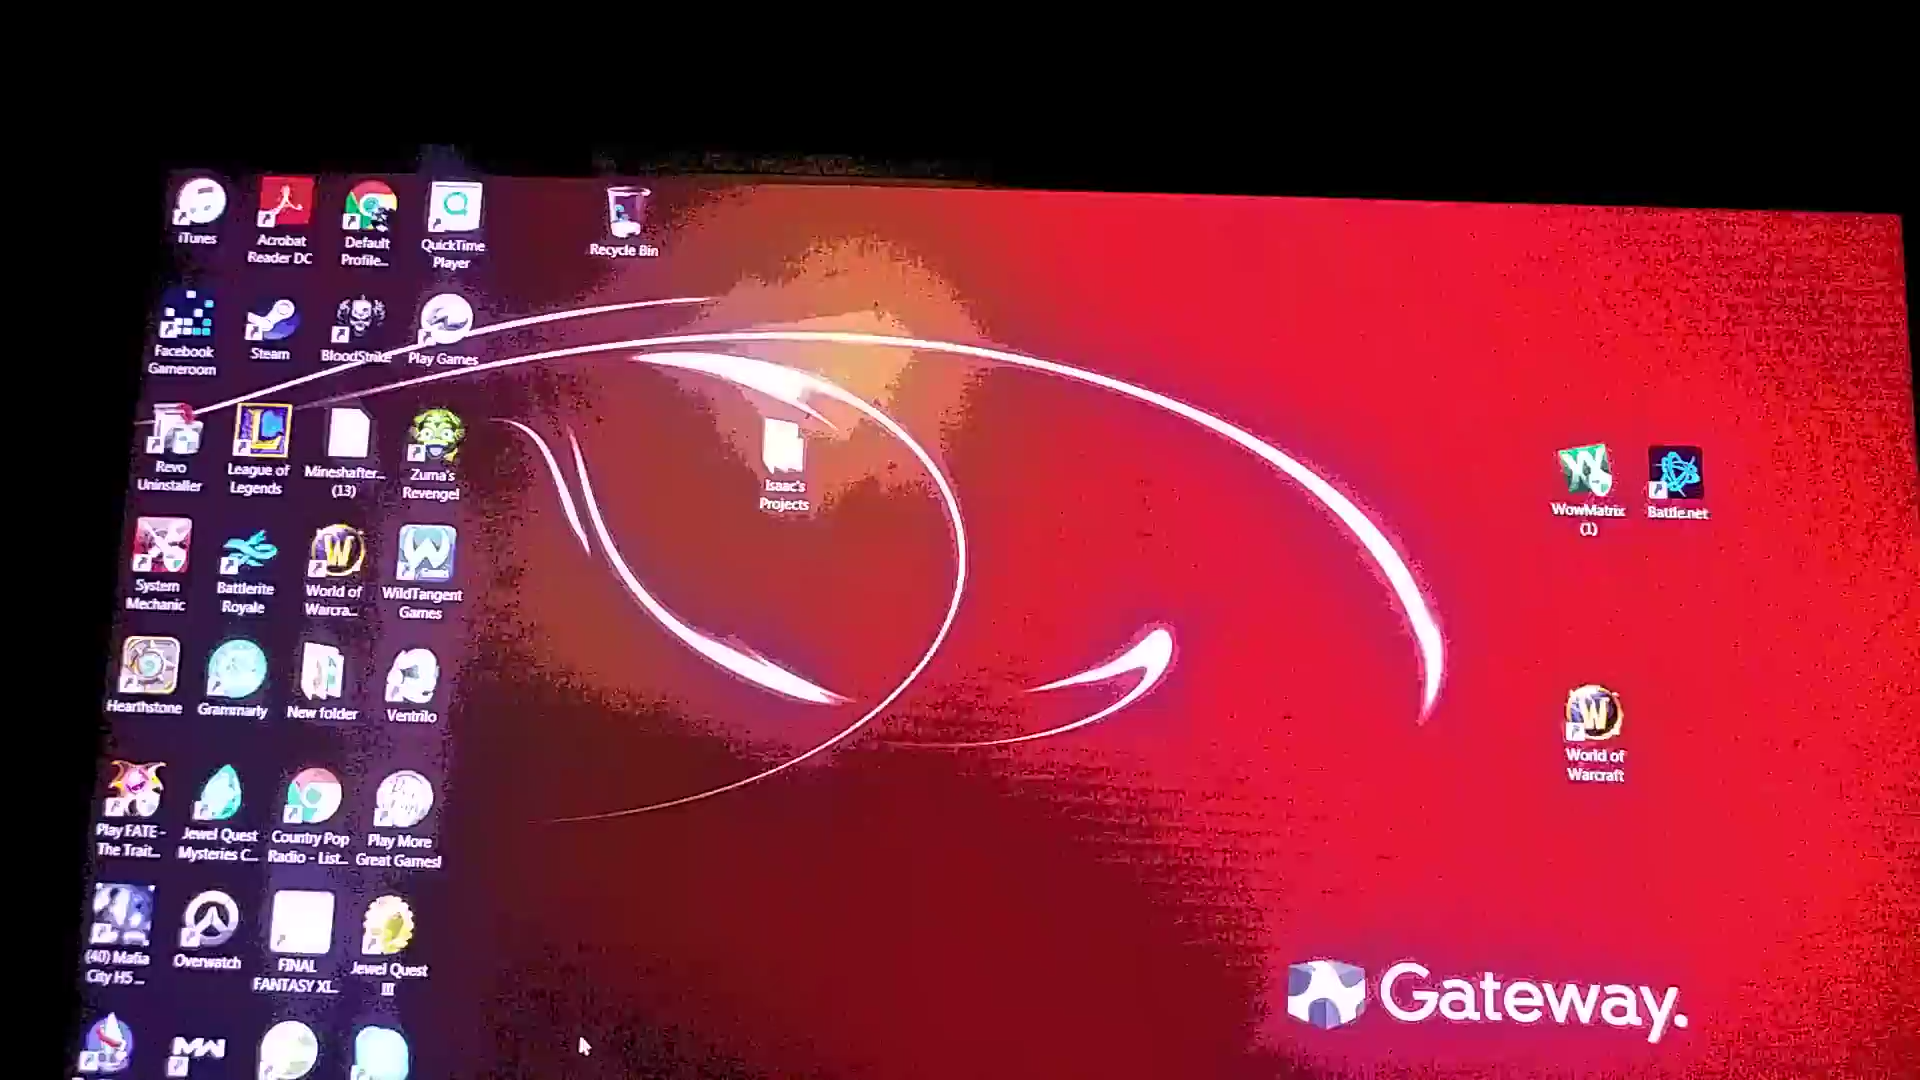 iTunes
Acrobat
Reader DC
Default
Profile...
QuickTime
Player
Recycle Bin
Facebook
Gameroom
Steam
BloodStrike
Play Games
Revo
Uninstaller
League of
Legends
Mineshafter...
(13)
Zuma's
Revenge!
Isaac's
Projects
WowMatrix
(1)
Battle.net
System
Mechanic
Battlerite
Royale
World of
Warcra...
WildTangent
Games
Hearthstone
Grammarly
New folder
Ventrilo
World of
Warcraft
Play FATE -
The Trait...
Jewel Quest
Mysteries C...
Country Pop
Radio - List...
Play More
Great Games!
(40) Mafia
City H5 ...
Overwatch
FINAL
FANTASY XI...
Jewel Quest
III
Gateway.
MW